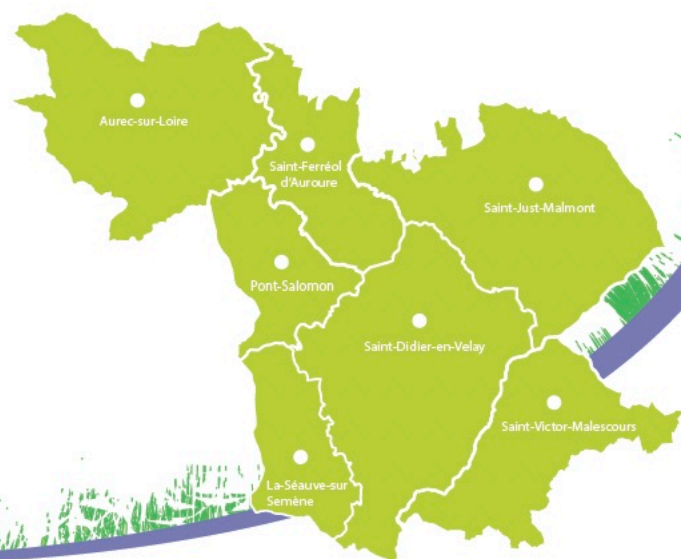 Aurec-sur-Loire
Saint-Ferréol
d'Auroure
Saint-Just-Malmont
Pont-Salomon
Saint-Didier-en-Velay
Saint-Victor-Malescours
La-Séauve-sur
Semène